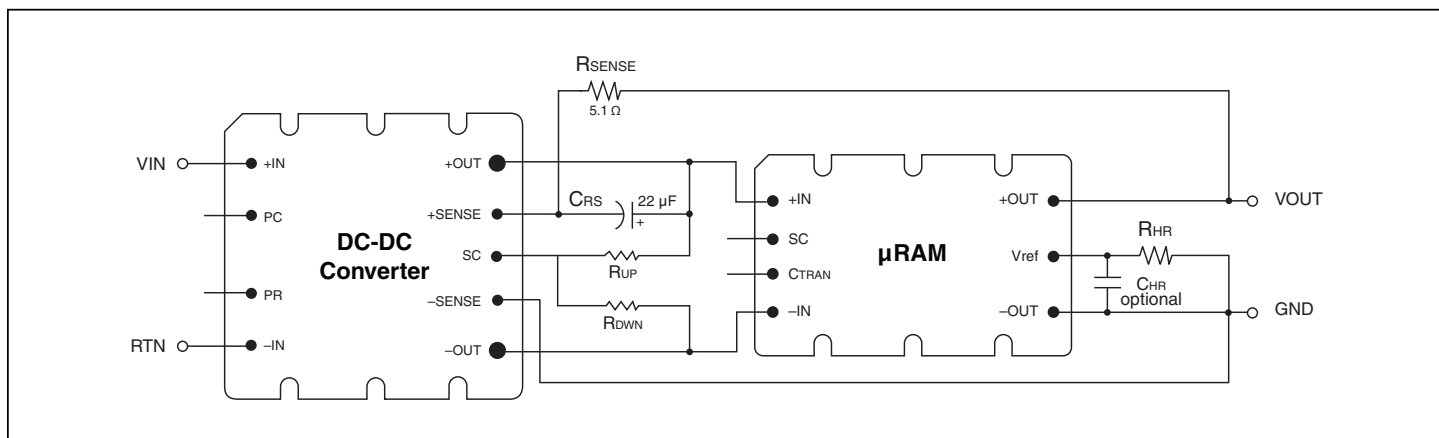 RSENSE
5.1 Ω
VIN
+IN
PC
PR
–IN
RTN
DC-DC
Converter
+OUT
+SENSE
SC
–SENSE
–OUT
CRS
22 µF
+
RUP
RDWN
+IN
SC
CTRAN
–IN
µRAM
+OUT
Vref
–OUT
RHR
CHR
optional
VOUT
GND